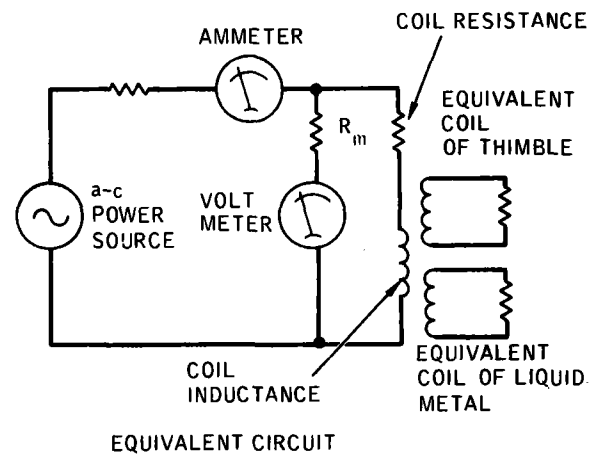 COIL RESISTANCE
AMMETER
EQUIVALENT
COIL
OF THIMBLE
Rm
a-c
POWER
SOURCE
VOLT
METER
COIL
INDUCTANCE
EQUIVALENT
COIL OF LIQUID
METAL
EQUIVALENT CIRCUIT